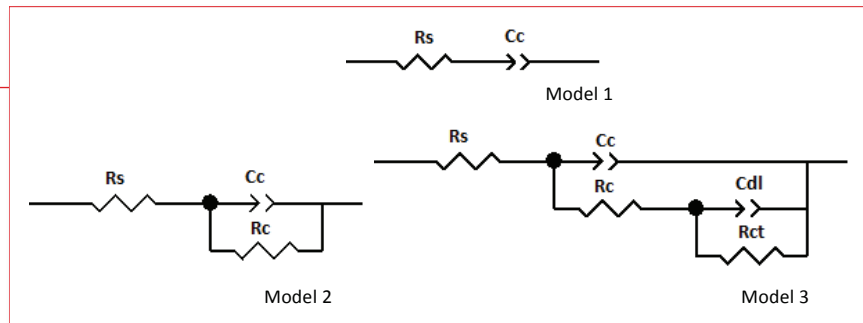 Rs Cc
Model 1
Rs Cc
Rc Cdl
Rct
Model 3
Rs Cc
Rc
Model 2